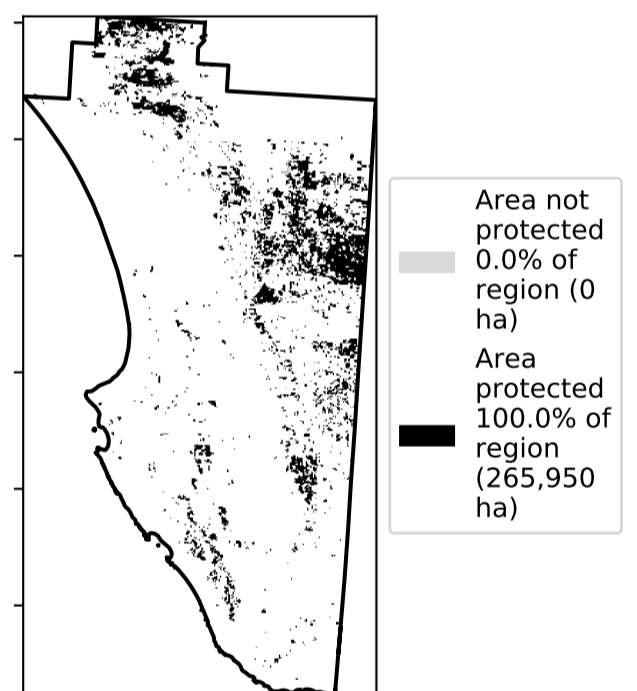 Area not
protected
0.0% of
region (0
ha)
Area
protected
100.0% of
region
(265,950
ha)